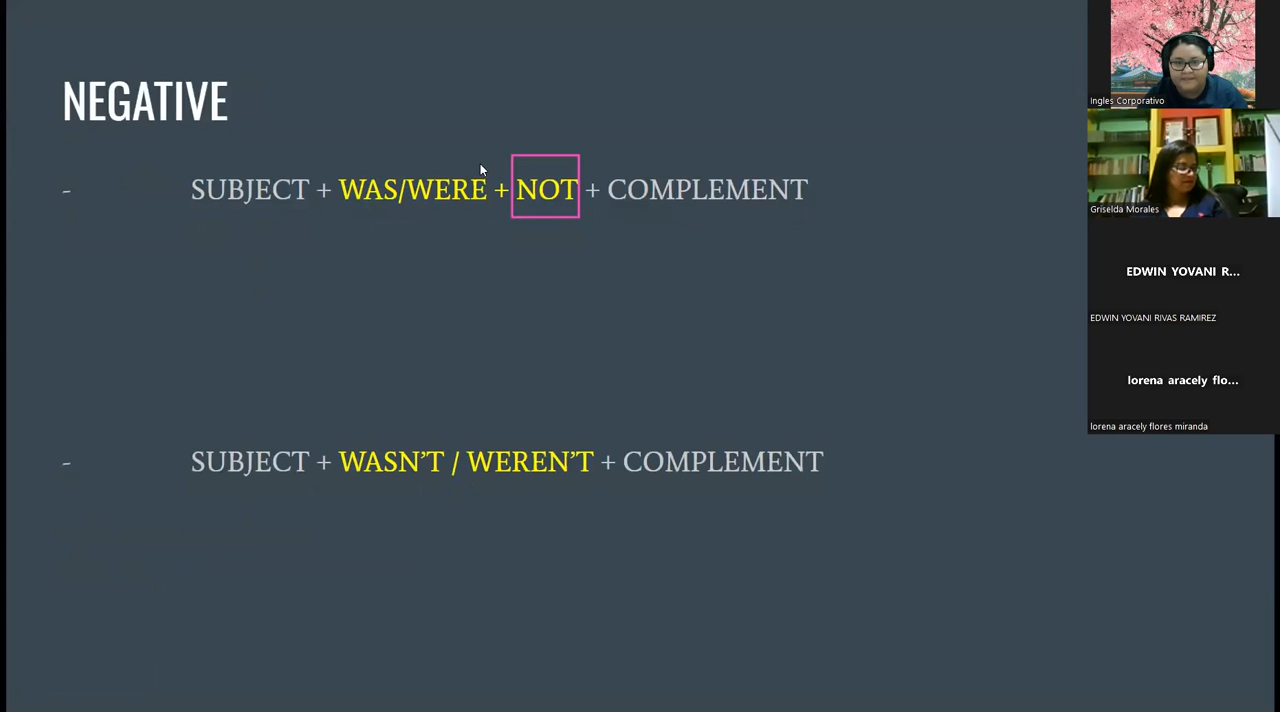 NEGATIVE
- SUBJECT + WAS/WERE + NOT + COMPLEMENT
- SUBJECT + WASN’T / WEREN’T + COMPLEMENT
Ingles Corporativo
Griselda Morales
EDWIN YOVANI R...
EDWIN YOVANI RIVAS RAMIREZ
lorena aracely flo...
lorena aracely flores miranda